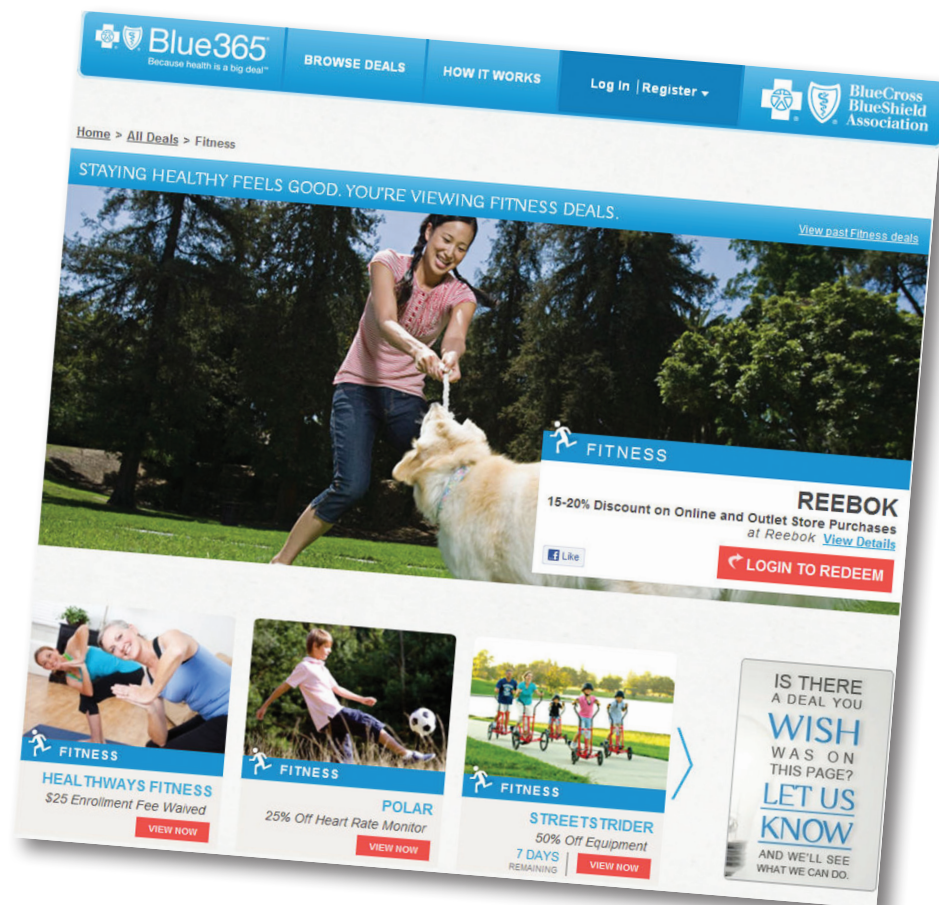 Blue365®
Because health is a big deal℠
BROWSE DEALS
HOW IT WORKS
Log In | Register
BlueCross
BlueShield
Association
Home > All Deals > Fitness
STAYING HEALTHY FEELS GOOD. YOU'RE VIEWING FITNESS DEALS.
View past Fitness deals
FITNESS
REEBOK
15-20% Discount on Online and Outlet Store Purchases
at Reebok View Details
Like
LOGIN TO REDEEM
FITNESS
HEALTHWAYS FITNESS
$25 Enrollment Fee Waived
VIEW NOW
FITNESS
POLAR
25% Off Heart Rate Monitor
VIEW NOW
FITNESS
STREETSTRIDER
50% Off Equipment
7 DAYS
REMAINING
VIEW NOW
IS THERE
A DEAL YOU
WISH
WAS ON
THIS PAGE?
LET US
KNOW
AND WE'LL SEE
WHAT WE CAN DO.